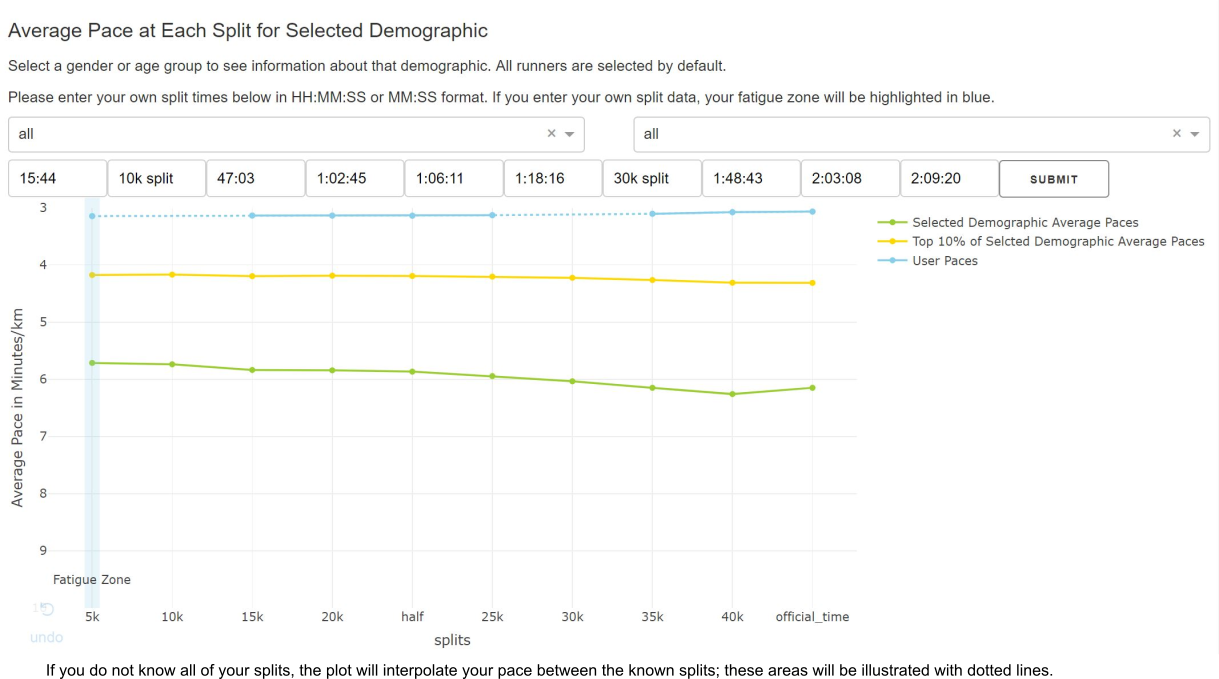 Average Pace at Each Split for Selected Demographic
Select a gender or age group to see information about that demographic. All runners are selected by default.
Please enter your own split times below in HH:MM:SS or MM:SS format. If you enter your own split data, your fatigue zone will be highlighted in blue.
all × all ×
15:44 10k split 47:03 1:02:45 1:06:11 1:18:16 30k split 1:48:43 2:03:08 2:09:20 SUBMIT
3
4
5
6
7
8
9
Average Pace in Minutes/km
Selected Demographic Average Paces
Top 10% of Selcted Demographic Average Paces
User Paces
Fatigue Zone
undo
5k 10k 15k 20k half 25k 30k 35k 40k official_time
splits
If you do not know all of your splits, the plot will interpolate your pace between the known splits; these areas will be illustrated with dotted lines.